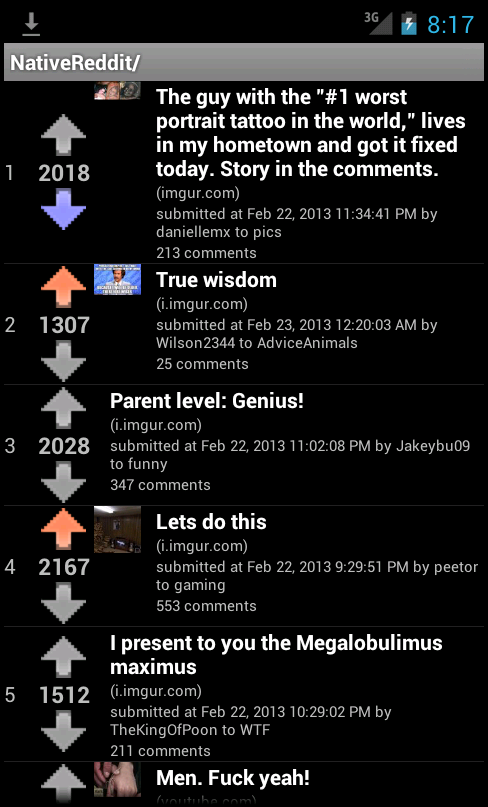 3G 8:17
NativeReddit/
The guy with the "#1 worst
portrait tattoo in the world," lives
in my hometown and got it fixed
today. Story in the comments.
1
2018
(imgur.com)
submitted at Feb 22, 2013 11:34:41 PM by
daniellemx to pics
213 comments
True wisdom
2
1307
(i.imgur.com)
submitted at Feb 23, 2013 12:20:03 AM by
Wilson2344 to AdviceAnimals
25 comments
Parent level: Genius!
3
2028
(i.imgur.com)
submitted at Feb 22, 2013 11:02:08 PM by Jakeybu09
to funny
347 comments
Lets do this
4
2167
(i.imgur.com)
submitted at Feb 22, 2013 9:29:51 PM by peetor
to gaming
553 comments
I present to you the Megalobulimus
maximus
5
1512
(i.imgur.com)
submitted at Feb 22, 2013 10:29:02 PM by
TheKingOfPoon to WTF
211 comments
Men. Fuck yeah!
(youtube.com)